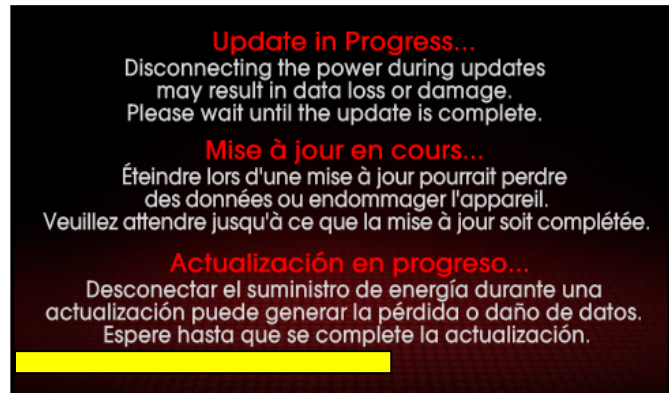 Update in Progress...
Disconnecting the power during updates
may result in data loss or damage.
Please wait until the update is complete.
Mise à jour en cours...
Éteindre lors d'une mise à jour pourrait perdre
des données ou endommager l'appareil.
Veuillez attendre jusqu'à ce que la mise à jour soit complétée.
Actualización en progreso...
Desconectar el suministro de energía durante una
actualización puede generar la pérdida o daño de datos.
Espere hasta que se complete la actualización.